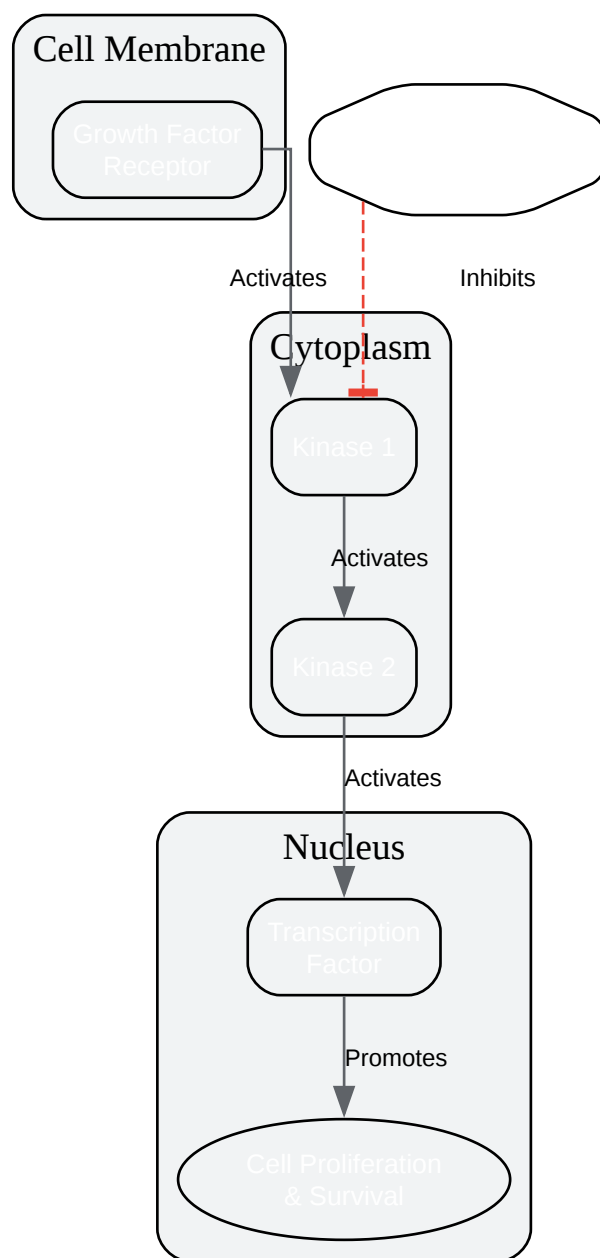 Cell Membrane
Growth Factor
Receptor
Activates
Inhibits
Cytoplasm
Kinase 1
Activates
Kinase 2
Activates
Nucleus
Transcription
Factor
Promotes
Cell Proliferation
& Survival